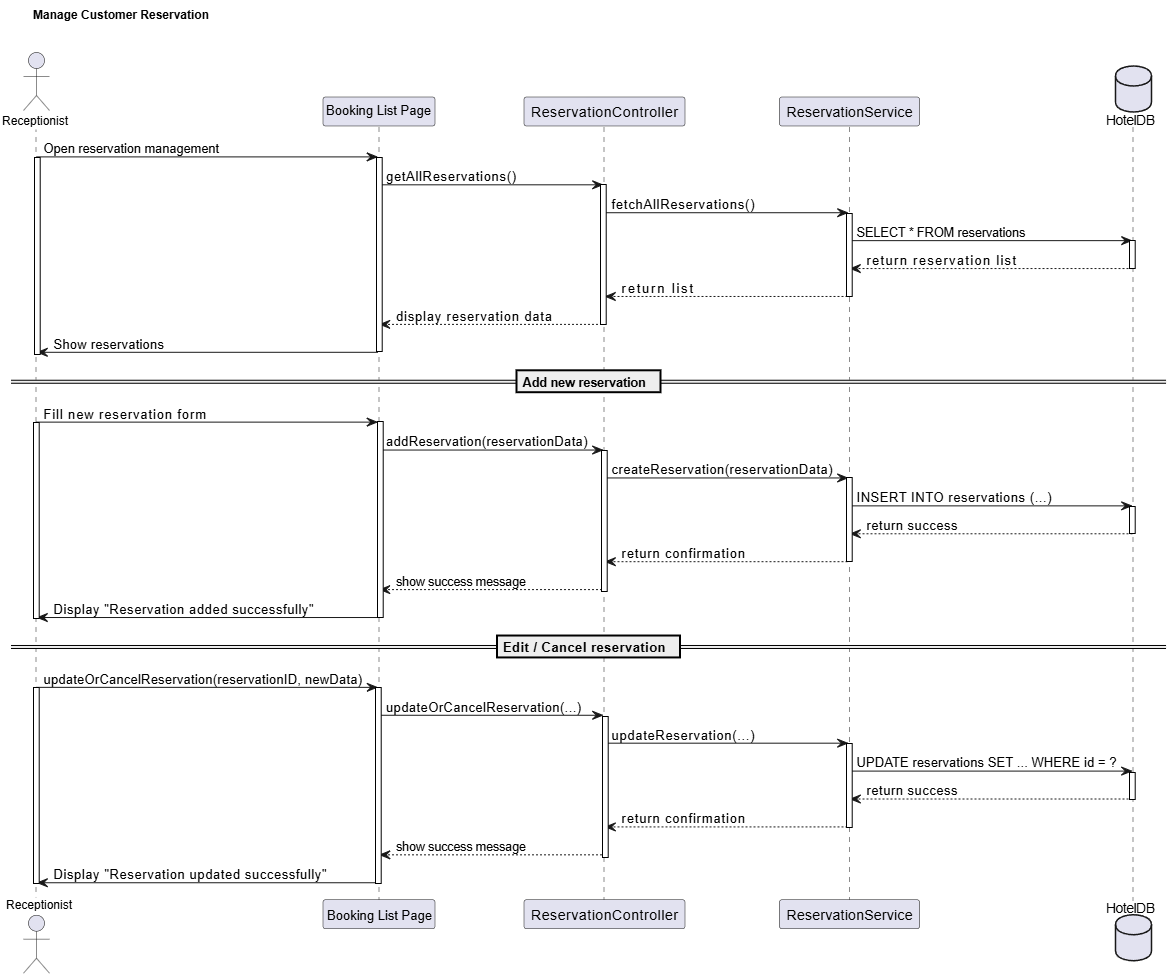 Manage Customer Reservation
Receptionist
Booking List Page
ReservationController
ReservationService
HotelDB
Open reservation management
getAllReservations()
fetchAllReservations()
SELECT * FROM reservations
return reservation list
return list
display reservation data
Show reservations
Add new reservation
Fill new reservation form
addReservation(reservationData)
createReservation(reservationData)
INSERT INTO reservations (...)
return success
return confirmation
show success message
Display "Reservation added successfully"
Edit / Cancel reservation
updateOrCancelReservation(reservationID, newData)
updateOrCancelReservation(...)
updateReservation(...)
UPDATE reservations SET ... WHERE id = ?
return success
return confirmation
show success message
Display "Reservation updated successfully"
Receptionist
Booking List Page
ReservationController
ReservationService
HotelDB